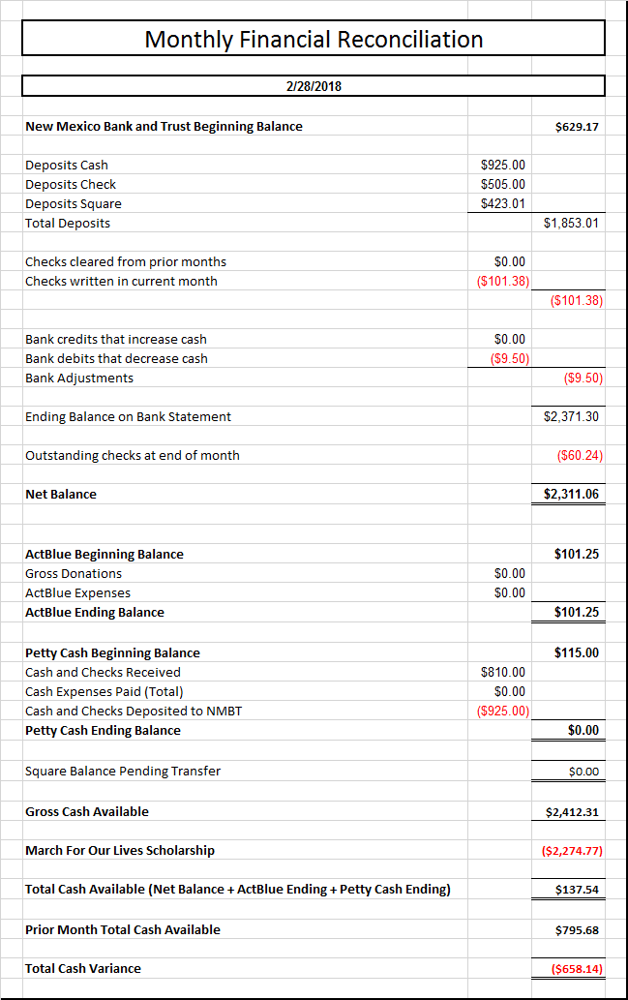 Monthly Financial Reconciliation
2/28/2018
New Mexico Bank and Trust Beginning Balance $629.17
Deposits Cash $925.00
Deposits Check $505.00
Deposits Square $423.01
Total Deposits $1,853.01
Checks cleared from prior months $0.00
Checks written in current month ($101.38)
($101.38)
Bank credits that increase cash $0.00
Bank debits that decrease cash ($9.50)
Bank Adjustments ($9.50)
Ending Balance on Bank Statement $2,371.30
Outstanding checks at end of month ($60.24)
Net Balance $2,311.06
ActBlue Beginning Balance $101.25
Gross Donations $0.00
ActBlue Expenses $0.00
ActBlue Ending Balance $101.25
Petty Cash Beginning Balance $115.00
Cash and Checks Received $810.00
Cash Expenses Paid (Total) $0.00
Cash and Checks Deposited to NMBT ($925.00)
Petty Cash Ending Balance $0.00
Square Balance Pending Transfer $0.00
Gross Cash Available $2,412.31
March For Our Lives Scholarship ($2,274.77)
Total Cash Available (Net Balance + ActBlue Ending + Petty Cash Ending) $137.54
Prior Month Total Cash Available $795.68
Total Cash Variance ($658.14)